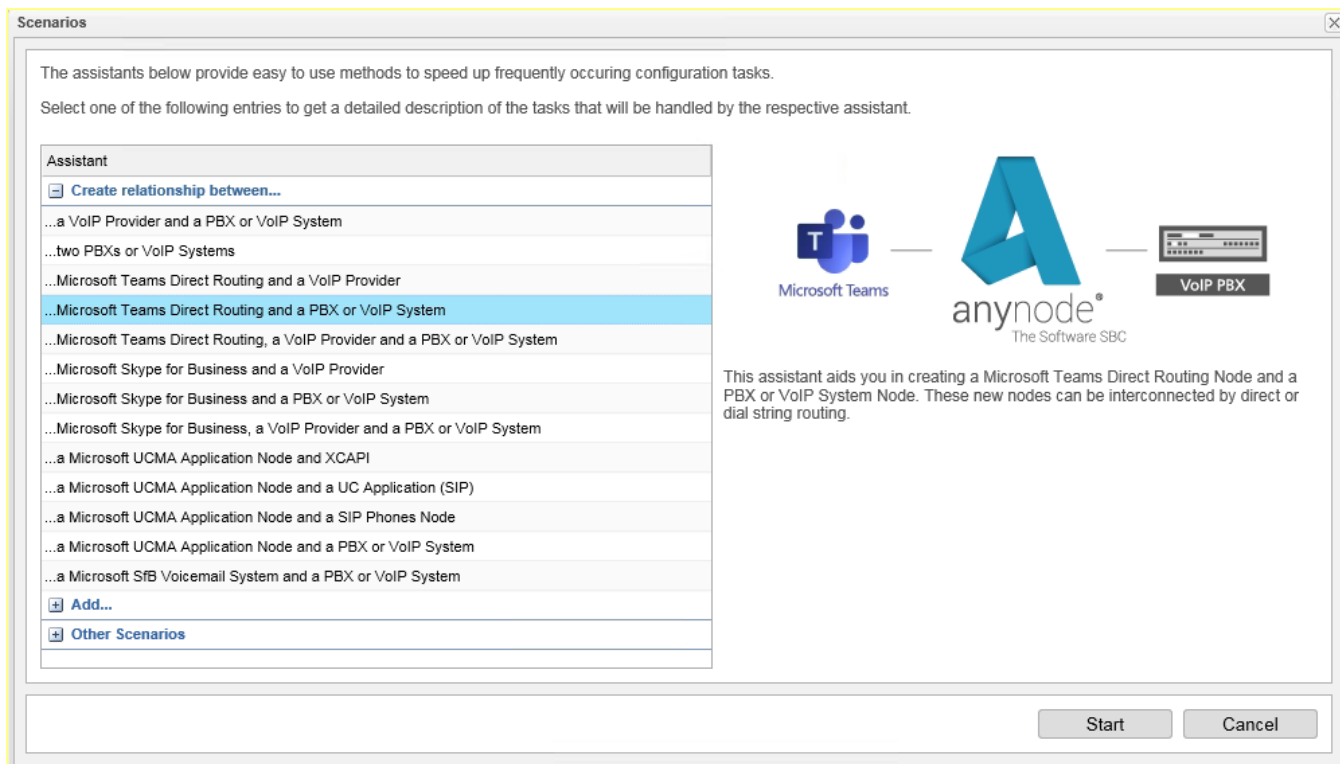 Scenarios
The assistants below provide easy to use methods to speed up frequently occuring configuration tasks.
Select one of the following entries to get a detailed description of the tasks that will be handled by the respective assistant.
Assistant
Create relationship between...
...a VoIP Provider and a PBX or VoIP System
...two PBXs or VoIP Systems
...Microsoft Teams Direct Routing and a VoIP Provider
...Microsoft Teams Direct Routing and a PBX or VoIP System
...Microsoft Teams Direct Routing, a VoIP Provider and a PBX or VoIP System
...Microsoft Skype for Business and a VoIP Provider
...Microsoft Skype for Business and a PBX or VoIP System
...Microsoft Skype for Business, a VoIP Provider and a PBX or VoIP System
...a Microsoft UCMA Application Node and XCAPI
...a Microsoft UCMA Application Node and a UC Application (SIP)
...a Microsoft UCMA Application Node and a SIP Phones Node
...a Microsoft UCMA Application Node and a PBX or VoIP System
...a Microsoft SfB Voicemail System and a PBX or VoIP System
Add...
Other Scenarios
T
Microsoft Teams
anynode®
The Software SBC
VoIP PBX
This assistant aids you in creating a Microsoft Teams Direct Routing Node and a
PBX or VoIP System Node. These new nodes can be interconnected by direct or
dial string routing.
Start
Cancel